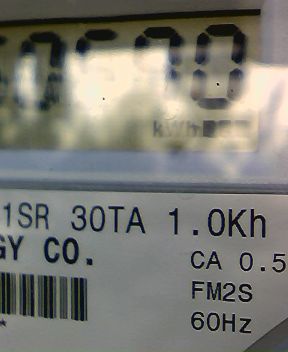 kWh
1SR 30TA 1.0Kh
GY CO.
CA 0.5
FM2S
60Hz